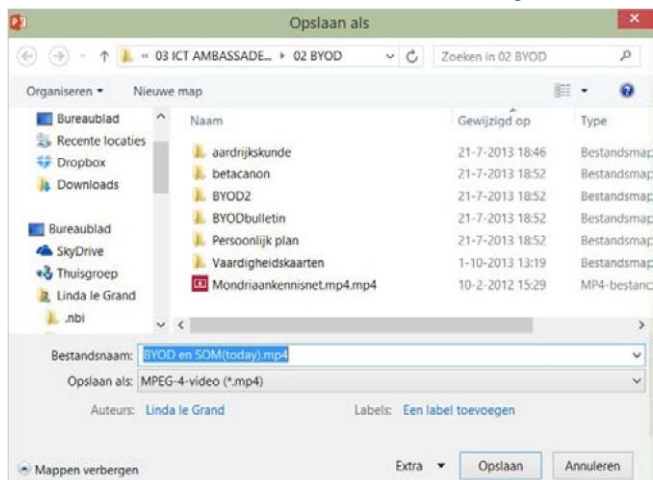 Opslaan als
« 03 ICT AMBASSADE... ▸ 02 BYOD
Zoeken in 02 BYOD
Organiseren
Nieuwe map
Bureaublad
Recente locaties
Dropbox
Downloads
Bureaublad
SkyDrive
Thuisgroep
Linda le Grand
.nbi
Naam Gewijzigd op Type
aardrijkskunde 21-7-2013 18:46 Bestandsmap
betacanon 21-7-2013 18:52 Bestandsmap
BYOD2 21-7-2013 18:52 Bestandsmap
BYODbulletin 21-7-2013 18:52 Bestandsmap
Persoonlijk plan 21-7-2013 18:52 Bestandsmap
Vaardigheidskaarten 1-10-2013 13:19 Bestandsmap
Mondriaankennisnet.mp4.mp4 10-2-2012 15:29 MP4-bestand
Bestandsnaam: BYOD en SOM(today).mp4
Opslaan als: MPEG-4-video (*.mp4)
Auteurs: Linda le Grand Labels: Een label toevoegen
Mappen verbergen Extra Opslaan Annuleren